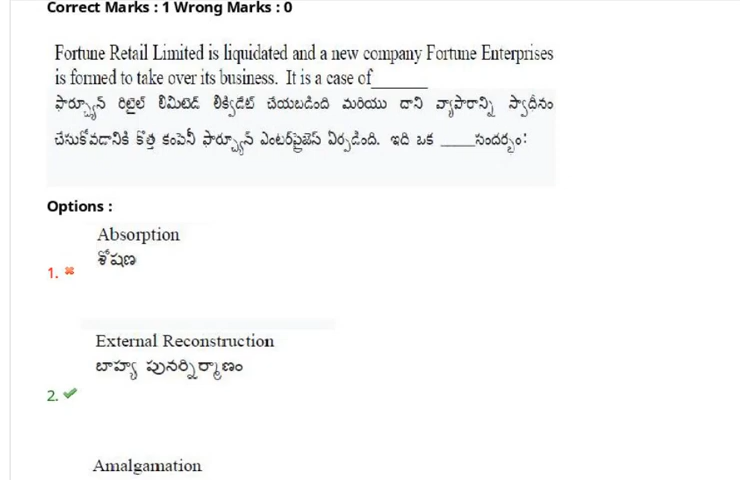 Correct Marks : 1 Wrong Marks : 0
Fortune Retail Limited is liquidated and a new company Fortune Enterprises
is formed to take over its business. It is a case of_______
ఫార్చ్యూన్ రిటైల్ లిమిటెడ్ లిక్విడేట్ చేయబడింది మరియు దాని వ్యాపారాన్ని స్వాధీనం
చేసుకోవడానికి కొత్త కంపెనీ ఫార్చ్యూన్ ఎంటర్‌ప్రైజెస్ ఏర్పడింది. ఇది ఒక _____సందర్భం:
Options :
Absorption
శోషణ
1.
External Reconstruction
బాహ్య పునర్నిర్మాణం
2.
Amalgamation